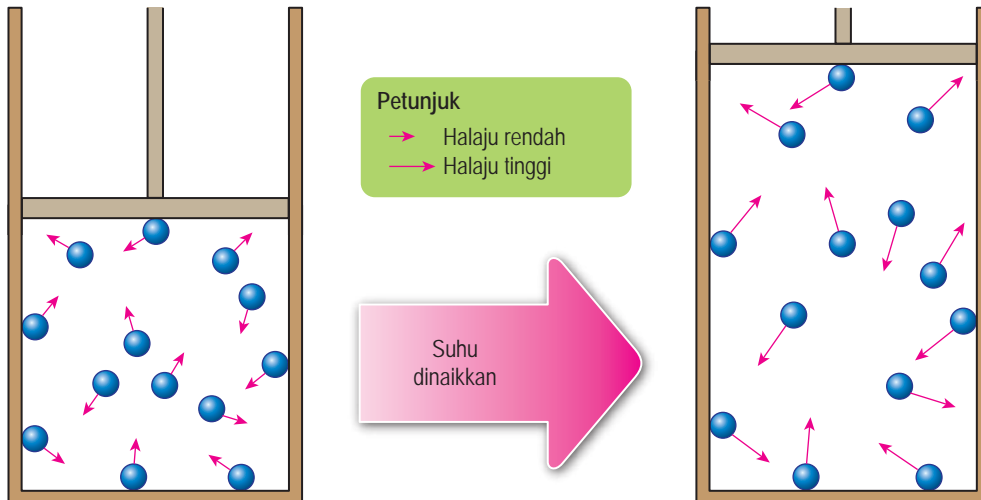 Petunjuk
Halaju rendah
Halaju tinggi
Suhu
dinaikkan